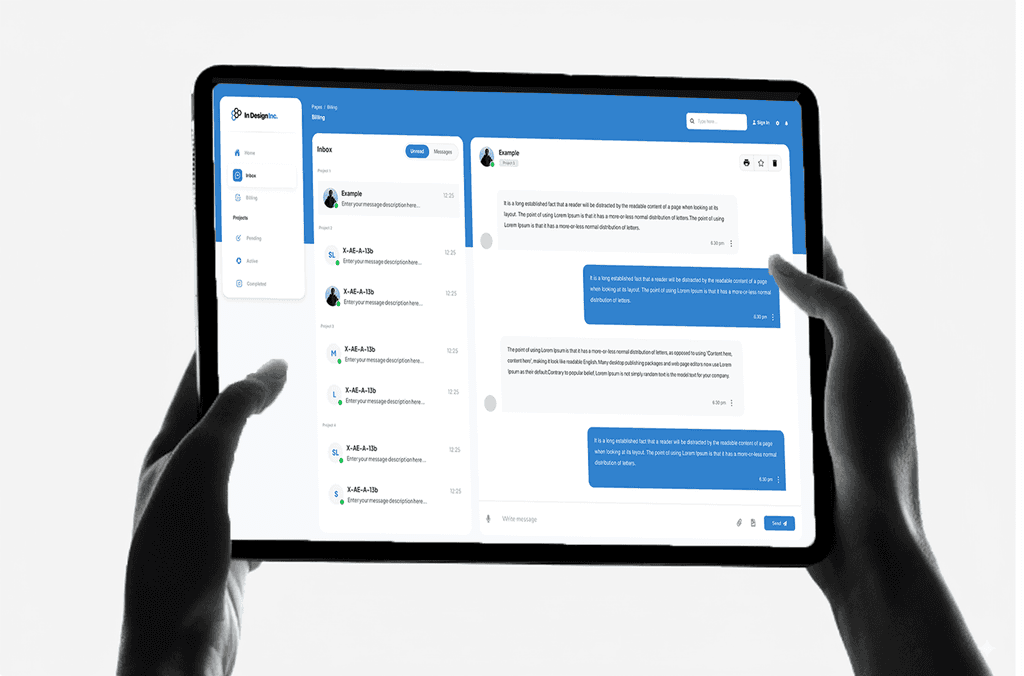 In Design Inc.
Home
Inbox
Billing
Projects
Pending
Active
Completed
Pages / Billing
Billing
Type here...
Sign In
Inbox
Unread
Messages
Project 1
Example
12:25
Enter your message description here...
X-AE-A-13b
12:25
Enter your message description here...
X-AE-A-13b
12:25
Enter your message description here...
X-AE-A-13b
12:25
Enter your message description here...
X-AE-A-13b
12:25
Enter your message description here...
Project 4
X-AE-A-13b
12:25
Enter your message description here...
X-AE-A-13b
12:25
Enter your message description here...
SL
M
L
SL
S
Example
It is a long established fact that a reader will be distracted by the readable content of a page when looking at its
layout. The point of using Lorem Ipsum is that it has a more-or-less normal distribution of letters. The point of using
Lorem Ipsum is that it has a more-or-less normal distribution of letters.
6:30 pm
It is a long established fact that a reader will be distracted by the readable content of a page
when looking at its layout. The point of using Lorem Ipsum is that it has a more-or-less normal
distribution of letters.
6:30 pm
The point of using Lorem Ipsum is that it has a more-or-less normal distribution of letters, as opposed to using 'Content here,
content here', making it look like readable English. Many desktop publishing packages and web page editors now use Lorem
Ipsum as their default.Contrary to popular belief, Lorem Ipsum is not simply random text is the model text for your company.
6:30 pm
It is a long established fact that a reader will be distracted by the readable content of a page
when looking at its layout. The point of using Lorem Ipsum is that it has a more-or-less normal
distribution of letters.
6:30 pm
Write message
Send